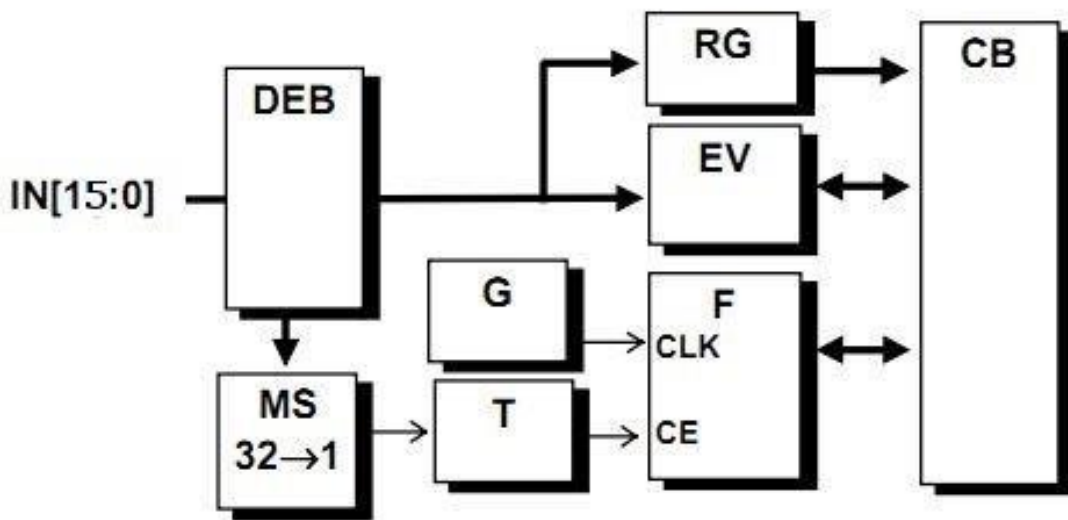 RG
CB
DEB
EV
IN[15:0]
G
F
CLK
MS
32→1
T
CE